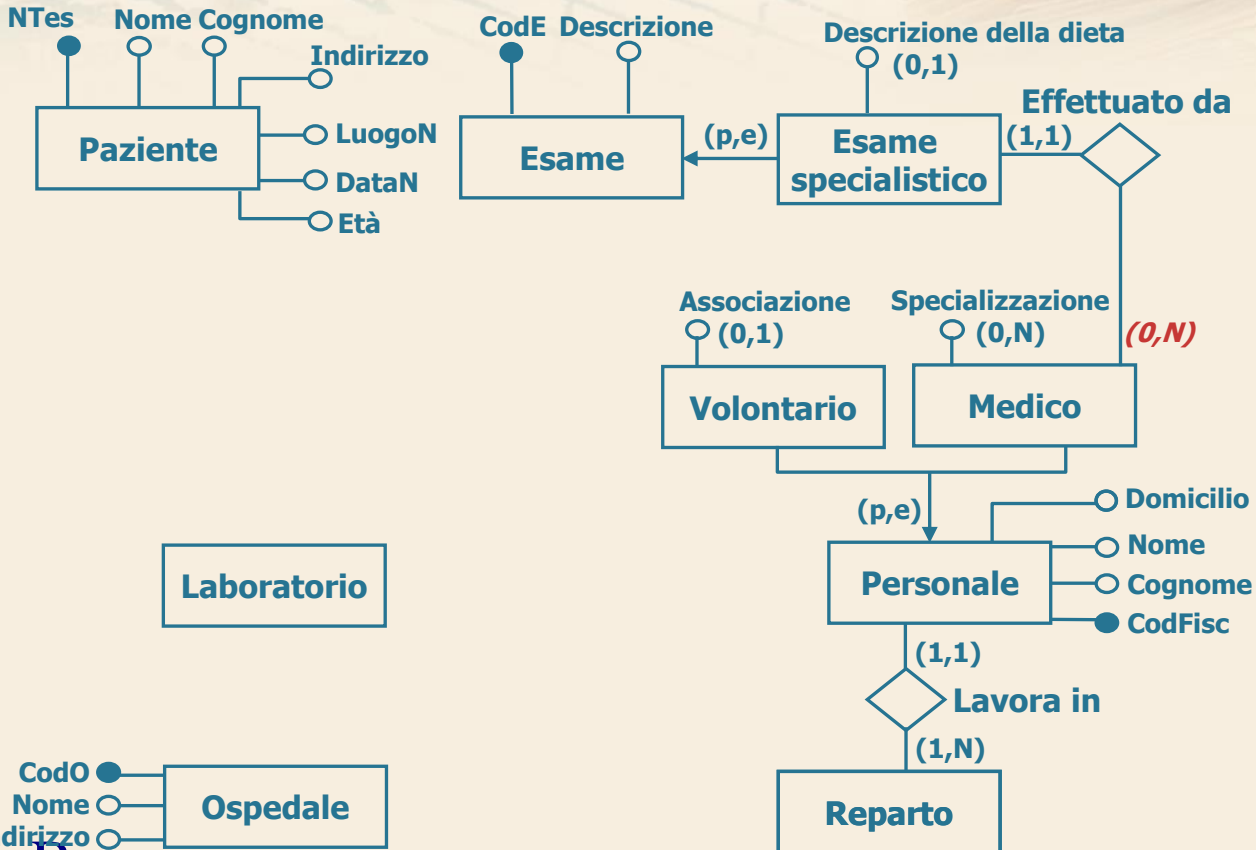 NTes
Nome Cognome
Indirizzo
LuogoN
DataN
Età
Paziente
CodE Descrizione
Esame
(p,e)
Descrizione della dieta
(0,1)
Esame
specialistico
Effettuato da
(1,1)
(0,N)
Associazione
(0,1)
Volontario
Specializzazione
(0,N)
Medico
(p,e)
Domicilio
Nome
Cognome
CodFisc
Personale
Laboratorio
(1,1)
Lavora in
(1,N)
CodO
Nome
dirizzo
Ospedale
Reparto